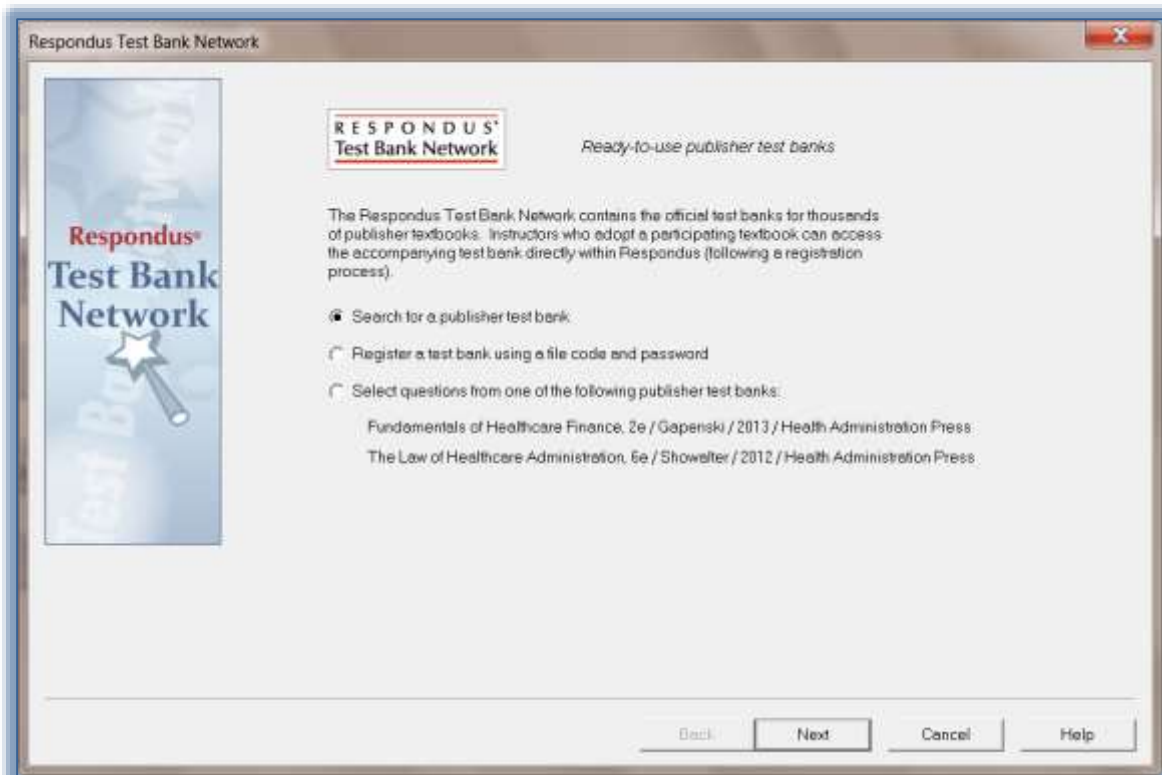 Respondus Test Bank Network
X
Respondus®
Test Bank
Network
RESPONDUS'
Test Bank Network
Ready-to-use publisher test banks
The Respondus Test Bank Network contains the official test banks for thousands
of publisher textbooks. Instructors who adopt a participating textbook can access
the accompanying test bank directly within Respondus (following a registration
process).
Search for a publisher test bank
Register a test bank using a file code and password
Select questions from one of the following publisher test banks:
Fundamentals of Healthcare Finance, 2e / Gapenski / 2013 / Health Administration Press
The Law of Healthcare Administration, 6e / Showalter / 2012 / Health Administration Press
Back
Next
Cancel
Help